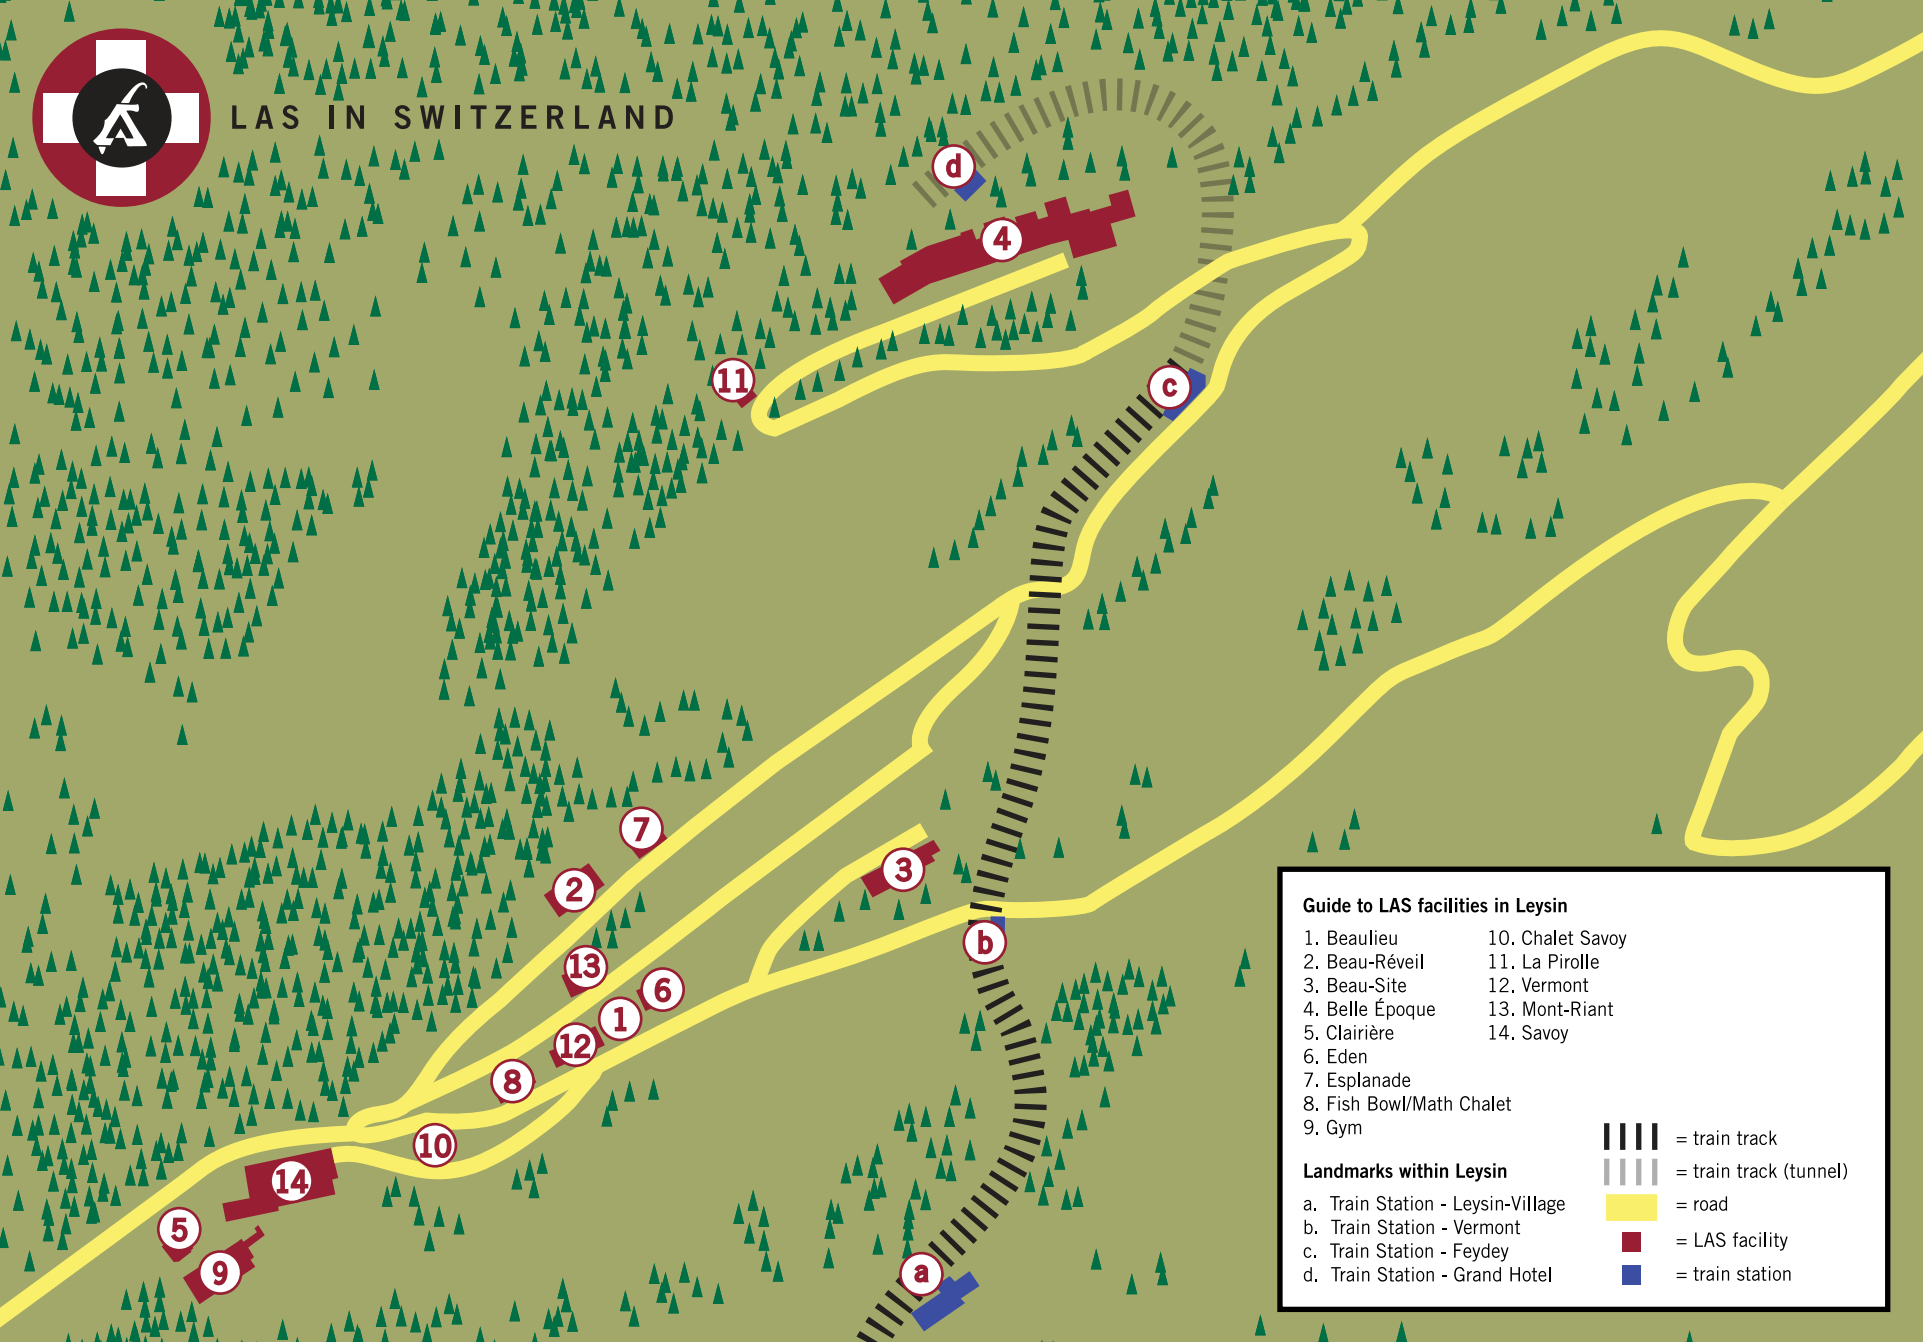 LAS IN SWITZERLAND
d
4
11
c
7
2
3
b
13
6
1
12
8
10
14
5
9
a
Guide to LAS facilities in Leysin
1. Beaulieu
2. Beau-Réveil
3. Beau-Site
4. Belle Époque
5. Clairière
6. Eden
7. Esplanade
8. Fish Bowl/Math Chalet
9. Gym
10. Chalet Savoy
11. La Pirolle
12. Vermont
13. Mont-Riant
14. Savoy
Landmarks within Leysin
a. Train Station - Leysin-Village
b. Train Station - Vermont
c. Train Station - Feydey
d. Train Station - Grand Hotel
= train track
= train track (tunnel)
= road
= LAS facility
= train station